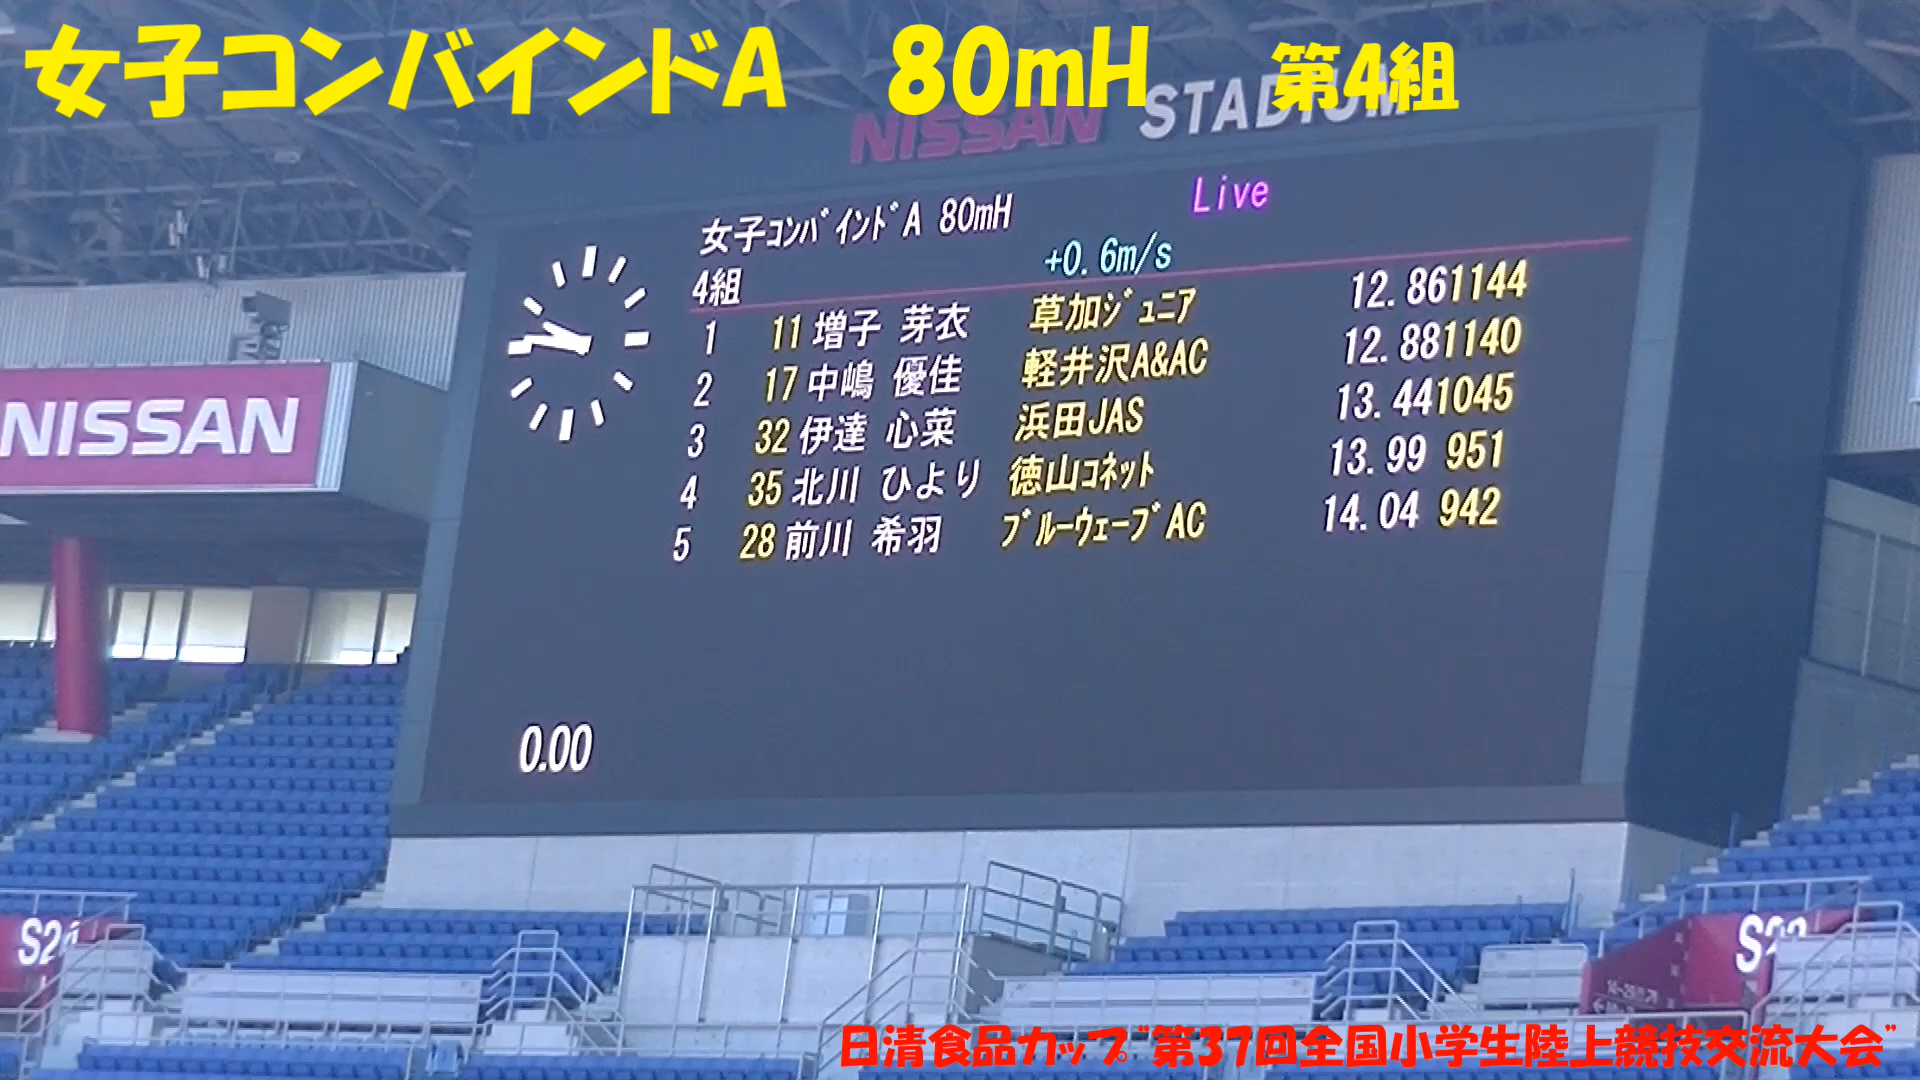 女子コンバインドA 80mH 第4組
NISSAN STADIUM
女子ｺﾝﾊﾞｲﾝﾄﾞA 80mH Live
4組 +0.6m/s
1 11 増子 芽衣 草加ｼﾞｭﾆｱ 12.861144
2 17 中嶋 優佳 軽井沢A&AC 12.881140
3 32 伊達 心菜 浜田JAS 13.441045
4 35 北川 ひより 徳山ｺﾈｯﾄ 13.99 951
5 28 前川 希羽 ﾌﾞﾙｰｳｪｰﾌﾞAC 14.04 942
NISSAN
0.00
日清食品カップ"第37回全国小学生陸上競技交流大会"